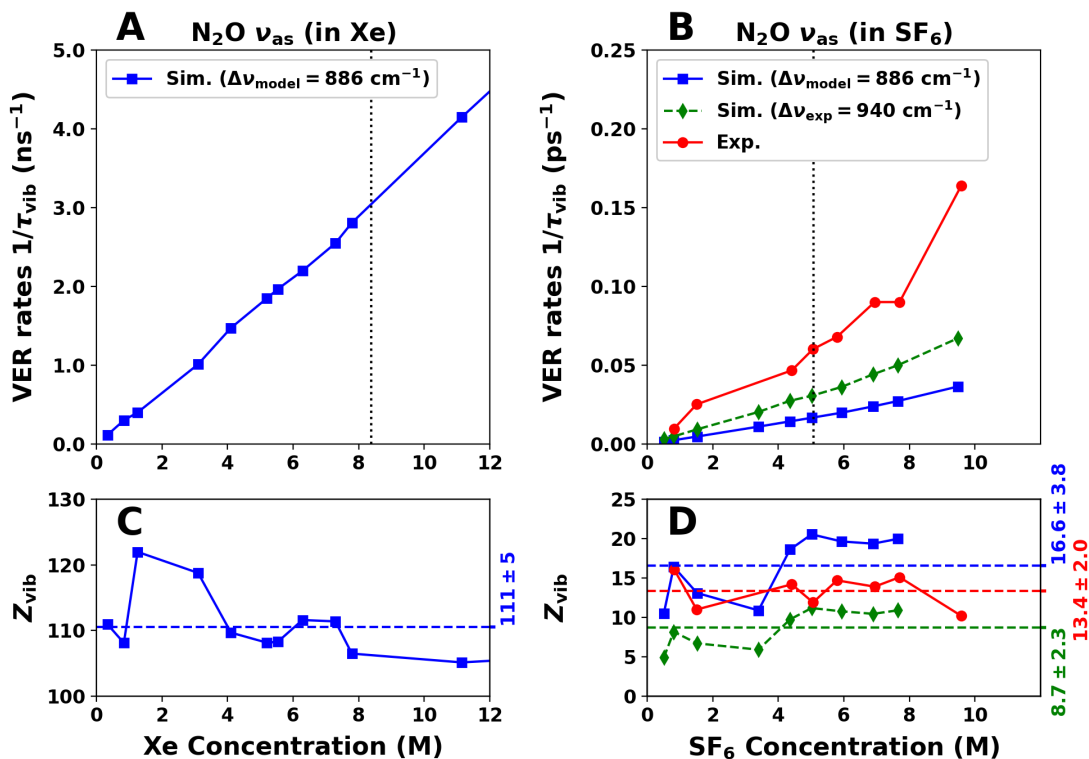 A
N₂O νas (in Xe)
5.0
4.0
3.0
2.0
1.0
0.0
VER rates 1/τvib (ns⁻¹)
Sim. (Δνmodel = 886 cm⁻¹)
0 2 4 6 8 10 12
B
N₂O νas (in SF₆)
0.25
0.20
0.15
0.10
0.05
0.00
VER rates 1/τvib (ps⁻¹)
Sim. (Δνmodel = 886 cm⁻¹)
Sim. (Δνexp = 940 cm⁻¹)
Exp.
0 2 4 6 8 10
C
130
120
110
100
Zvib
111 ± 5
0 2 4 6 8 10 12
Xe Concentration (M)
D
25
20
15
10
5
0
Zvib
16.6 ± 3.8
13.4 ± 2.0
8.7 ± 2.3
0 2 4 6 8 10
SF₆ Concentration (M)